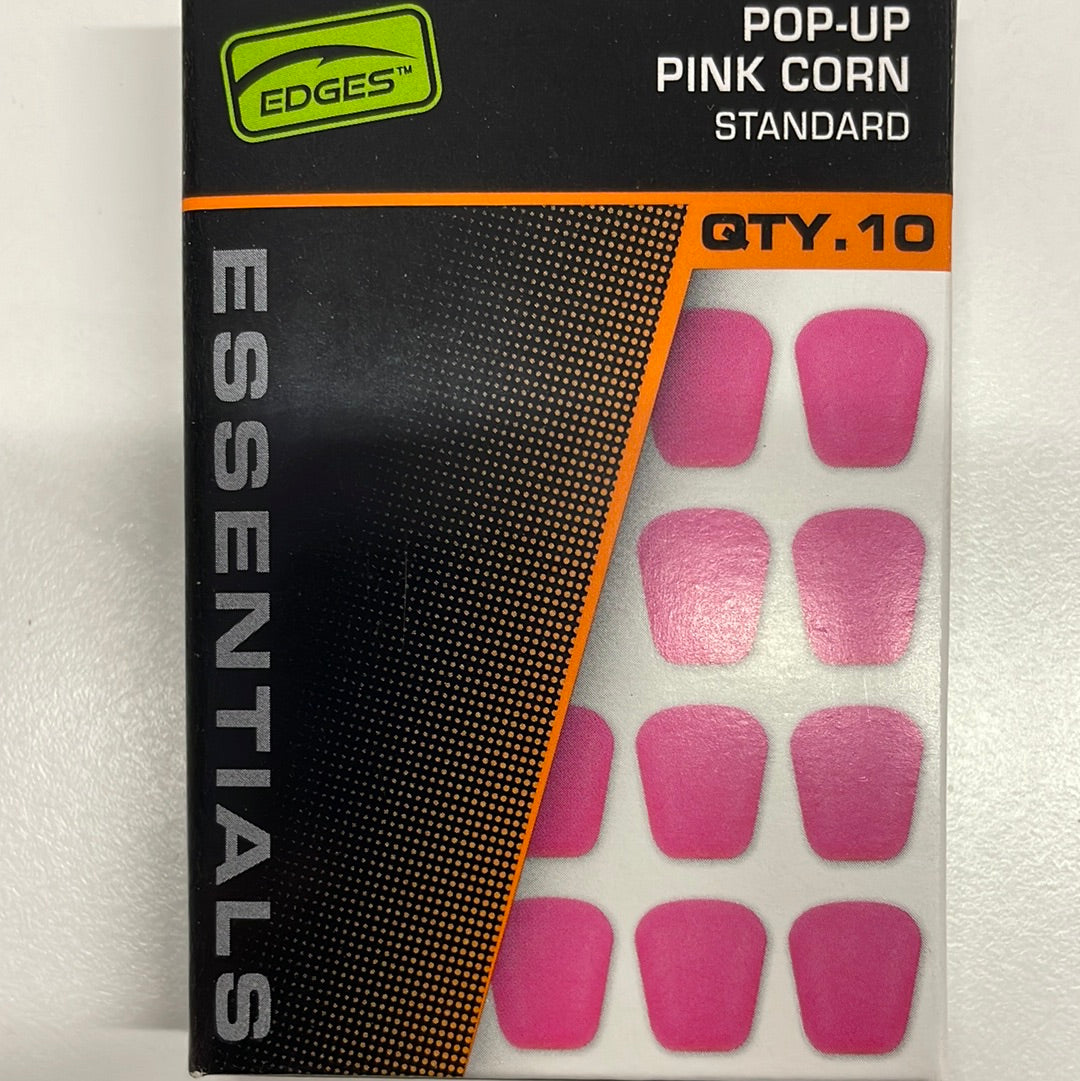 EDGES™
POP-UP
PINK CORN
STANDARD
QTY.10
ESSENTIALS